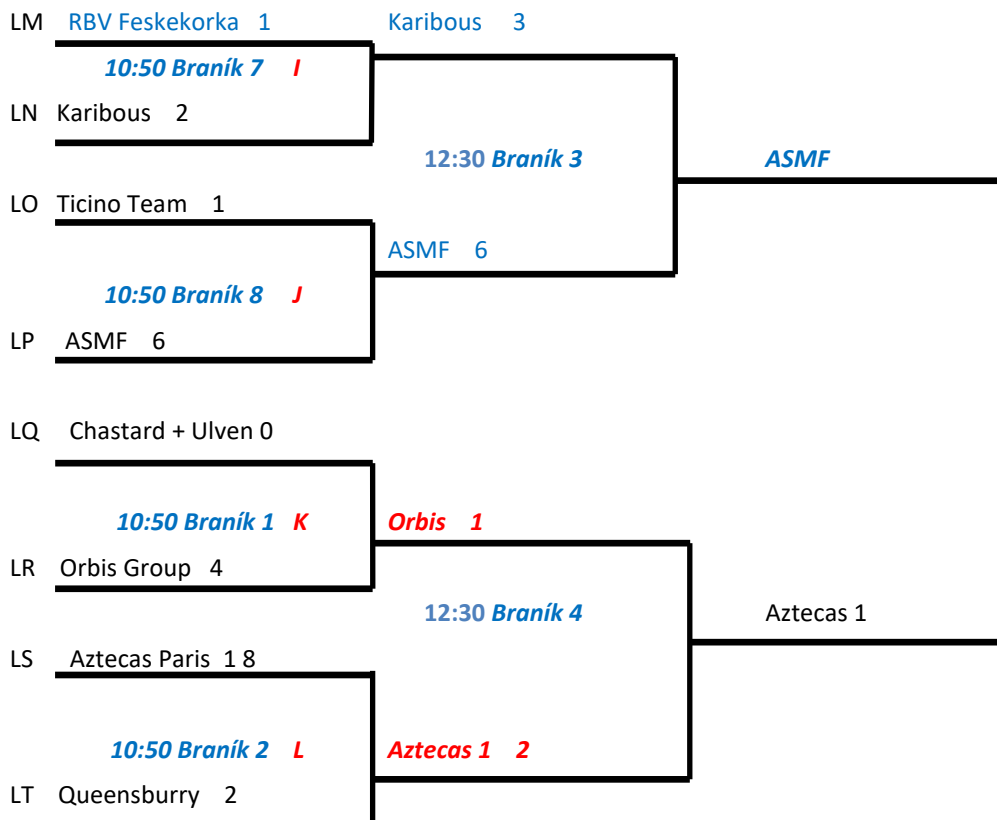 LM RBV Feskekorka 1 Karibous 3
10:50 Braník 7 I
LN Karibous 2
12:30 Braník 3 ASMF
LO Ticino Team 1
ASMF 6
10:50 Braník 8 J
LP ASMF 6
LQ Chastard + Ulven 0
10:50 Braník 1 K Orbis 1
LR Orbis Group 4
12:30 Braník 4 Aztecas 1
LS Aztecas Paris 1 8
10:50 Braník 2 L Aztecas 1 2
LT Queensburry 2